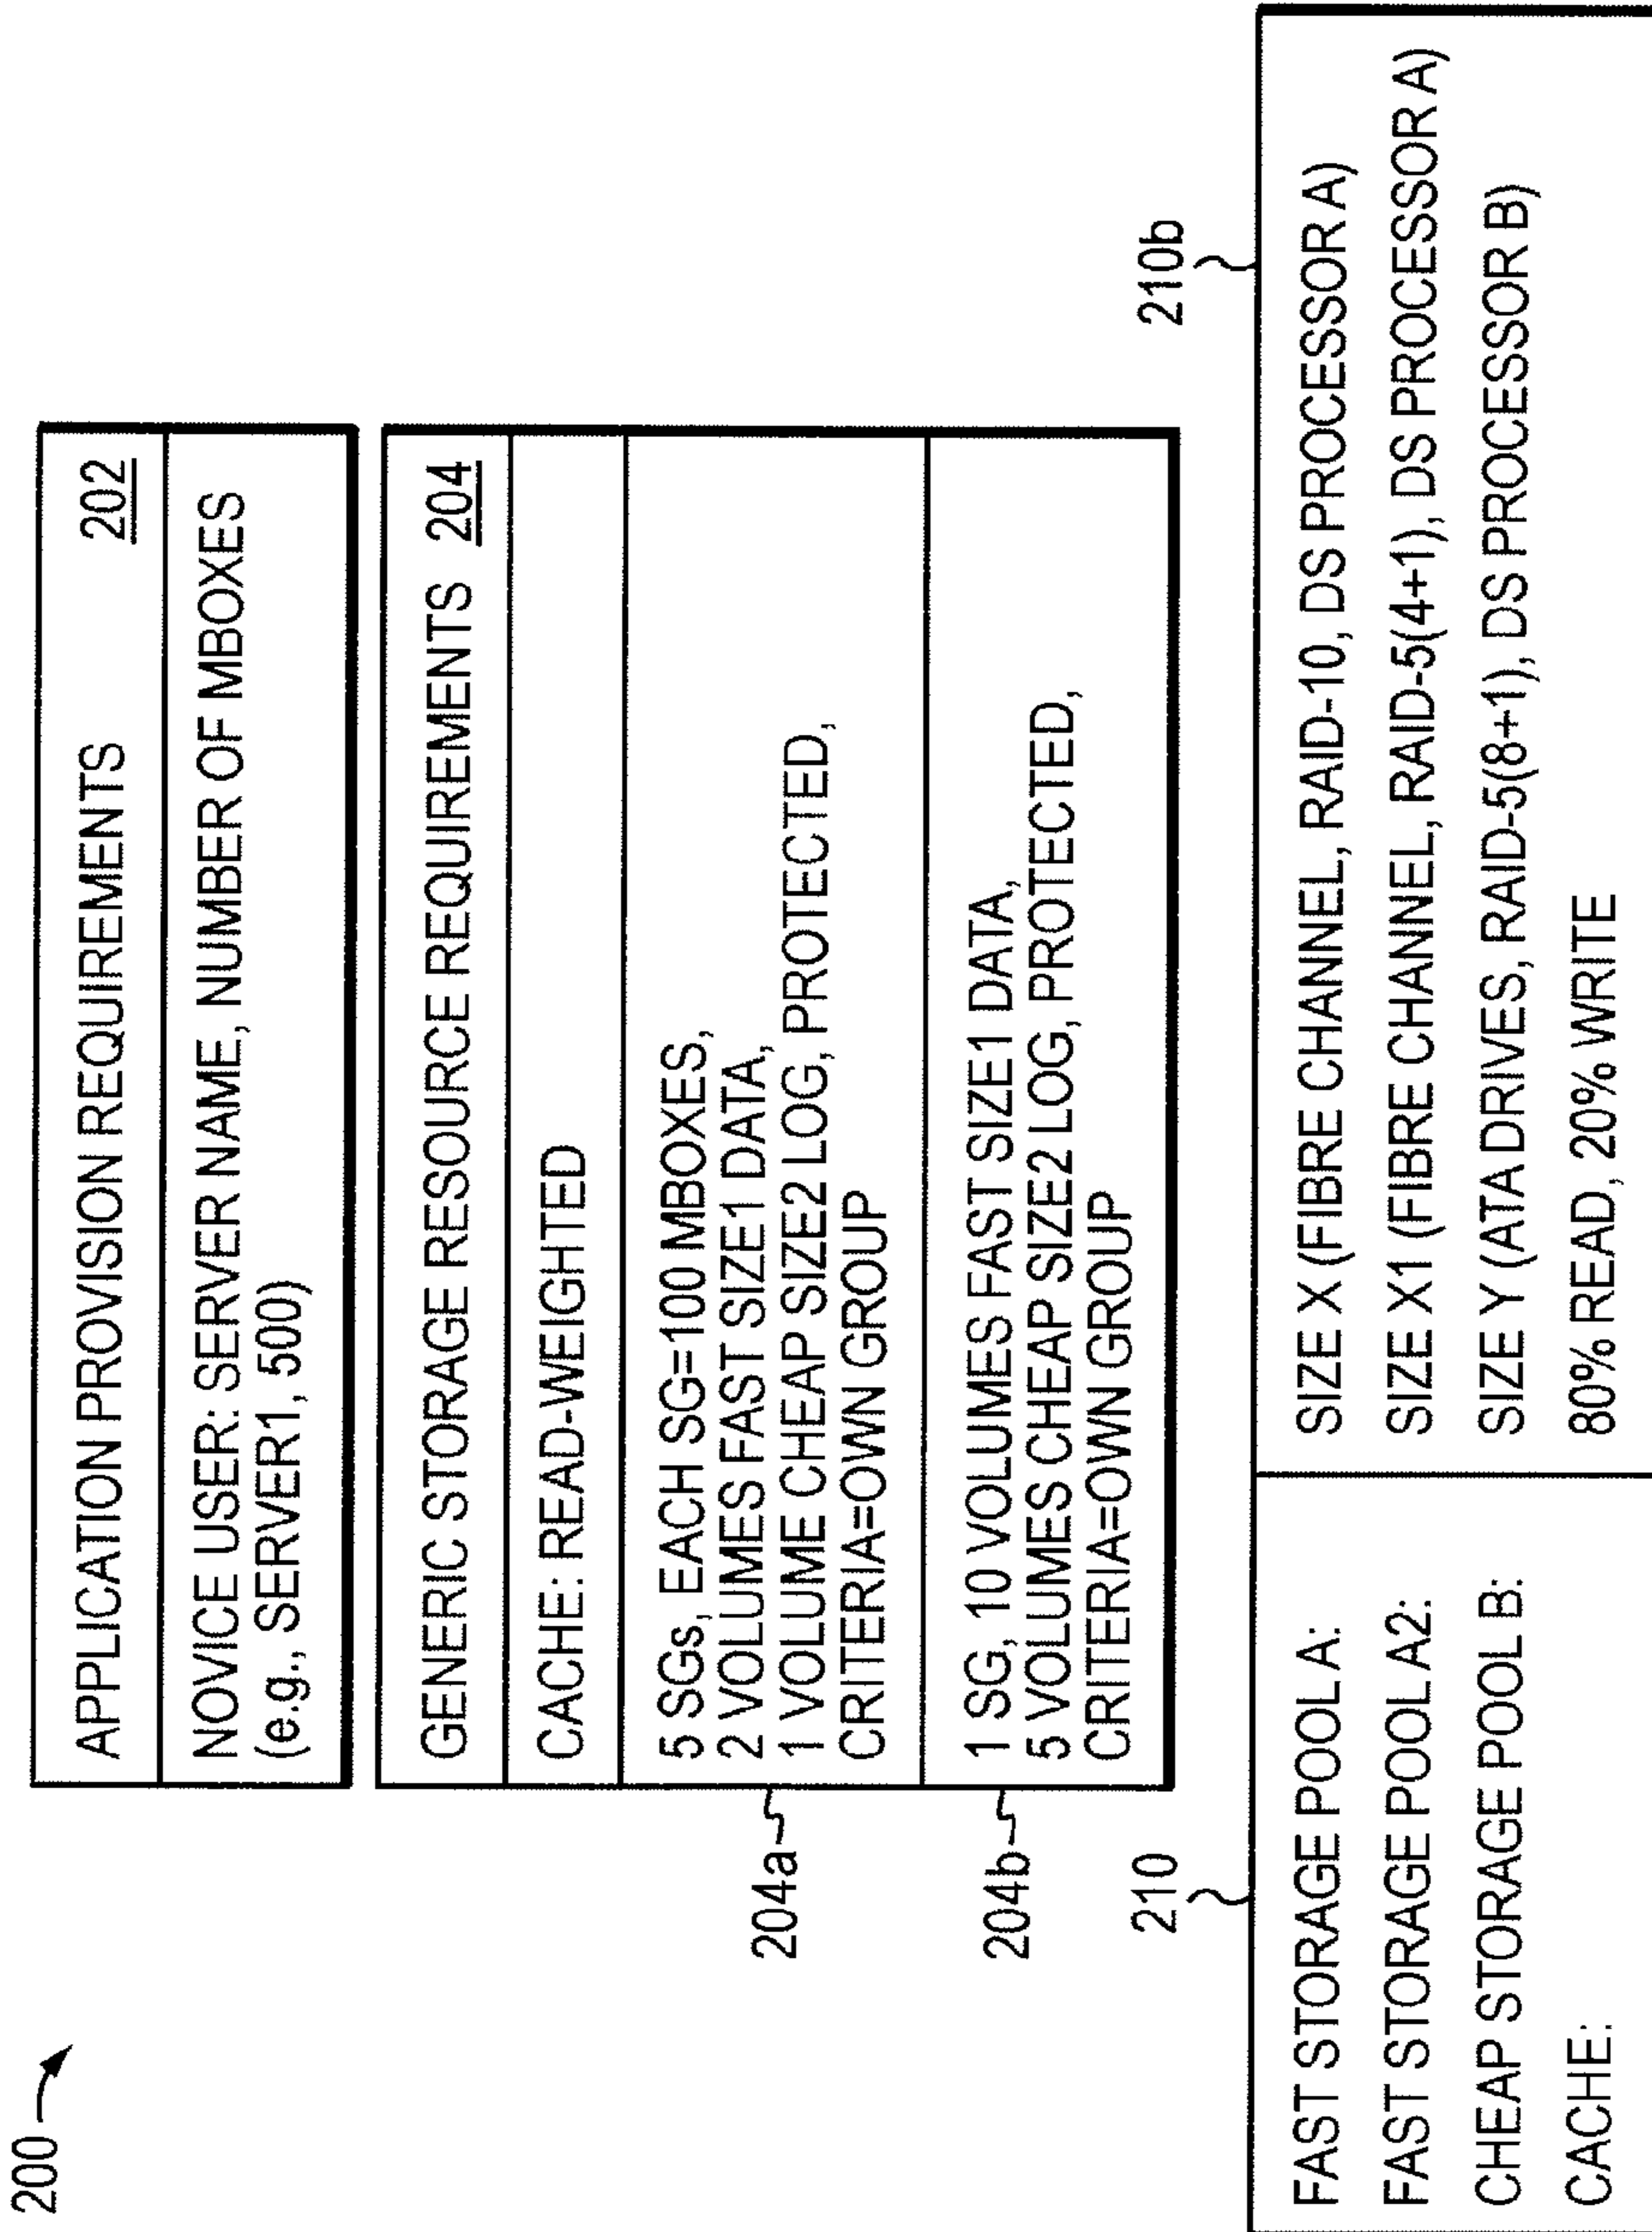 200
APPLICATION PROVISION REQUIREMENTS 202
NOVICE USER: SERVER NAME, NUMBER OF MBOXES
(e.g., SERVER1, 500)
GENERIC STORAGE RESOURCE REQUIREMENTS 204
CACHE: READ-WEIGHTED
204a
5 SGs, EACH SG=100 MBOXES,
2 VOLUMES FAST SIZE1 DATA,
1 VOLUME CHEAP SIZE2 LOG, PROTECTED,
CRITERIA=OWN GROUP
204b
1 SG, 10 VOLUMES FAST SIZE1 DATA,
5 VOLUMES CHEAP SIZE2 LOG, PROTECTED,
CRITERIA=OWN GROUP
210
210b
FAST STORAGE POOL A: SIZE X (FIBRE CHANNEL, RAID-10, DS PROCESSOR A)
FAST STORAGE POOL A2: SIZE X1 (FIBRE CHANNEL, RAID-5(4+1), DS PROCESSOR A)
CHEAP STORAGE POOL B: SIZE Y (ATA DRIVES, RAID-5(8+1), DS PROCESSOR B)
CACHE: 80% READ, 20% WRITE